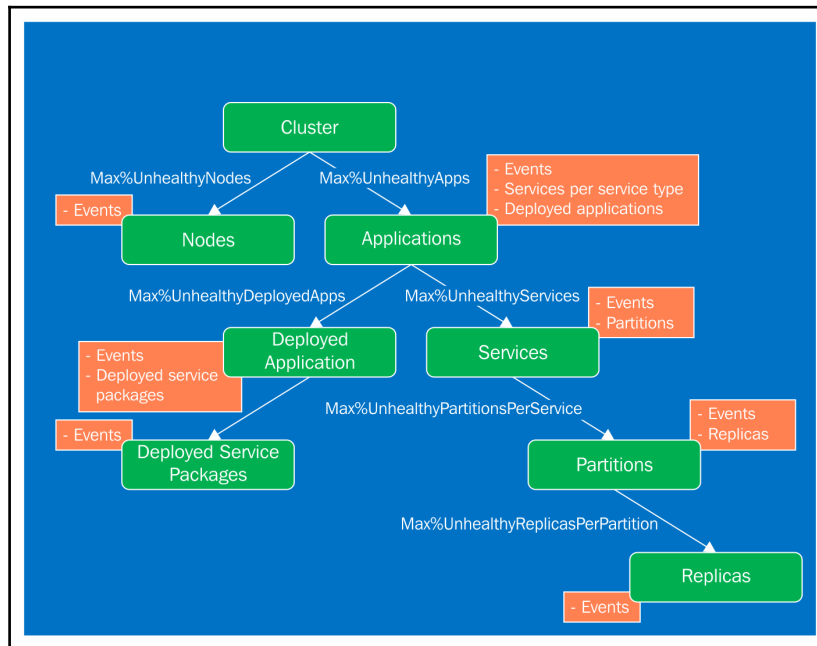 Cluster
Max%UnhealthyNodes
Max%UnhealthyApps
- Events
- Services per service type
- Deployed applications
- Events
Nodes
Applications
Max%UnhealthyDeployedApps
Max%UnhealthyServices
- Events
- Partitions
Deployed
Application
Services
- Events
- Deployed service
packages
Max%UnhealthyPartitionsPerService
- Events
- Replicas
- Events
Deployed Service
Packages
Partitions
Max%UnhealthyReplicasPerPartition
Replicas
- Events